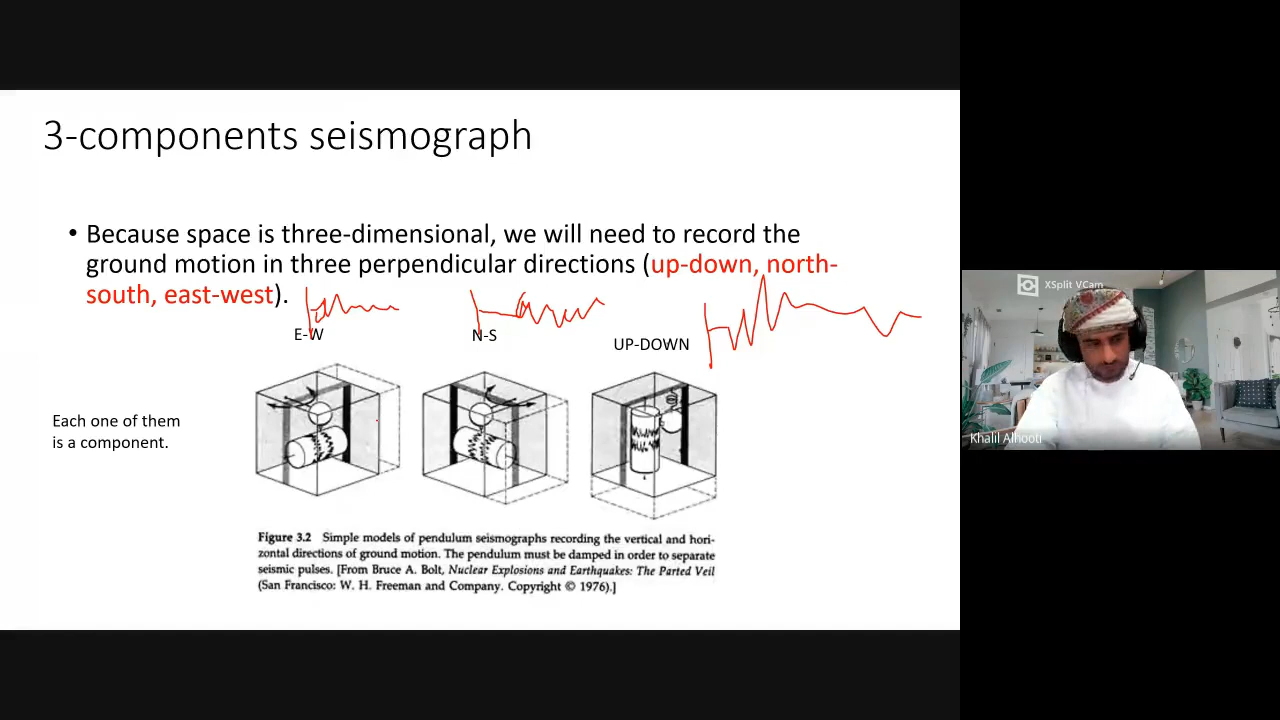 3-components seismograph
• Because space is three-dimensional, we will need to record the
ground motion in three perpendicular directions (up-down, north-
south, east-west).
E-W
N-S
UP-DOWN
Each one of them
is a component.
Figure 3.2 Simple models of pendulum seismographs recording the vertical and hori-
zontal directions of ground motion. The pendulum must be damped in order to separate
seismic pulses. [From Bruce A. Bolt, Nuclear Explosions and Earthquakes: The Parted Veil
(San Francisco: W. H. Freeman and Company. Copyright © 1976).]
XSplit VCam
Khalil Alhooti